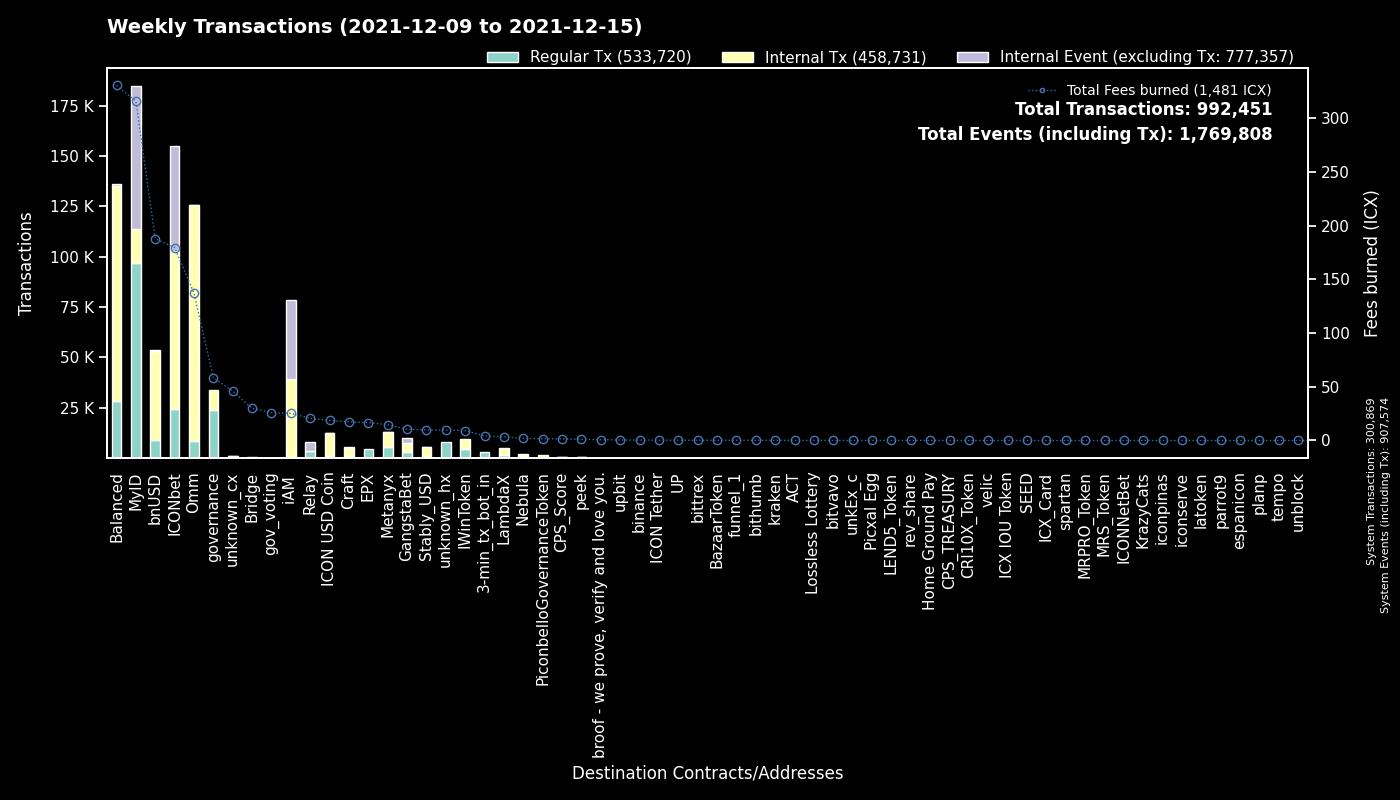 Weekly Transactions (2021-12-09 to 2021-12-15)
Regular Tx (533,720)
Internal Tx (458,731)
Internal Event (excluding Tx: 777,357)
Total Fees burned (1,481 ICX)
Total Transactions: 992,451
Total Events (including Tx): 1,769,808
Transactions
175 K
150 K
125 K
100 K
75 K
50 K
25 K
300
250
200
150
100
50
0
Fees burned (ICX)
System Transactions: 300,869
System Events (including Tx): 907,574
Balanced
MyID
bnUSD
ICONbet
Omm
governance
unknown_cx
Bridge
gov_voting
iAM
Relay
ICON USD Coin
Craft
EPX
Metanyx
GangstaBet
Stably_USD
unknown_hx
IWinToken
3-min_tx_bot_in
LambdaX
Nebula
PiconbelloGovernanceToken
CPS_Score
peek
broof - we prove, verify and love you.
upbit
binance
ICON Tether
UP
bittrex
BazaarToken
funnel_1
bithumb
kraken
ACT
Lossless Lottery
bitvavo
unkEx_c
Picxal Egg
LEND5_Token
rev_share
Home Ground Pay
CPS_TREASURY
CRI10X_Token
velic
ICX IOU Token
SEED
ICX_Card
spartan
MRPRO_Token
MRS_Token
ICONNetBet
KrazyCats
iconpinas
iconserve
latoken
parrot9
espanicon
planp
tempo
unblock
Destination Contracts/Addresses